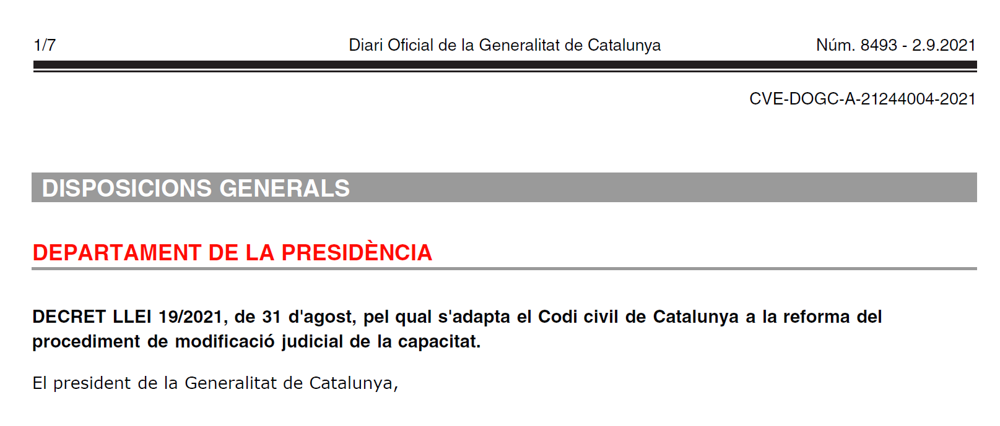 1/7
Diari Oficial de la Generalitat de Catalunya
Núm. 8493 - 2.9.2021
CVE-DOGC-A-21244004-2021
DISPOSICIONS GENERALS
DEPARTAMENT DE LA PRESIDÈNCIA
DECRET LLEI 19/2021, de 31 d'agost, pel qual s'adapta el Codi civil de Catalunya a la reforma del
procediment de modificació judicial de la capacitat.
El president de la Generalitat de Catalunya,